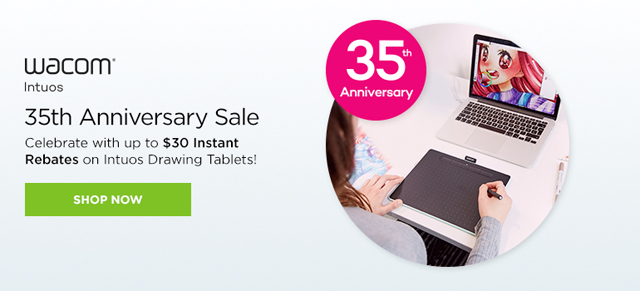 wacom®
Intuos
35th Anniversary Sale
Celebrate with up to $30 Instant
Rebates on Intuos Drawing Tablets!
SHOP NOW
35th
Anniversary